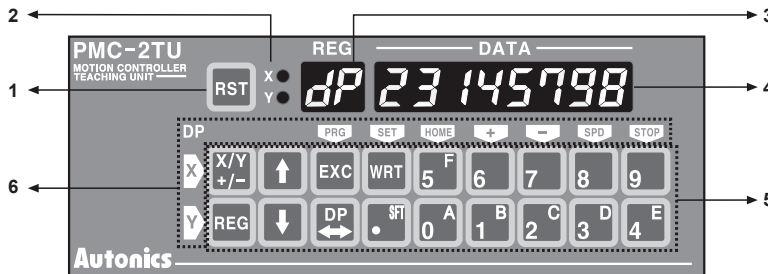 2 3
PMC-2TU REG DATA
MOTION CONTROLLER
TEACHING UNIT
RST X dP 23145798 4
1 Y
DP PRG SET HOME + - SPD STOP
X X/Y +/- ↑ EXC WRT 5 F 6 7 8 9
6 5
Y REG ↓ DP ↔ • SFT 0 A 1 B 2 C 3 D 4 E
Autonics